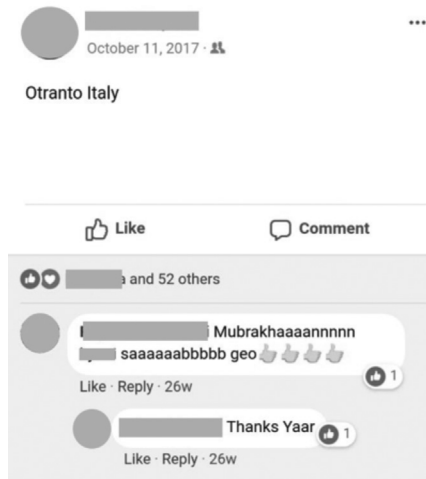 October 11, 2017
Otranto Italy
Like Comment
and 52 others
Mubrakhaaaannnnn
saaaaaabbbbb geo
1
Like · Reply · 26w
Thanks Yaar
1
Like · Reply · 26w